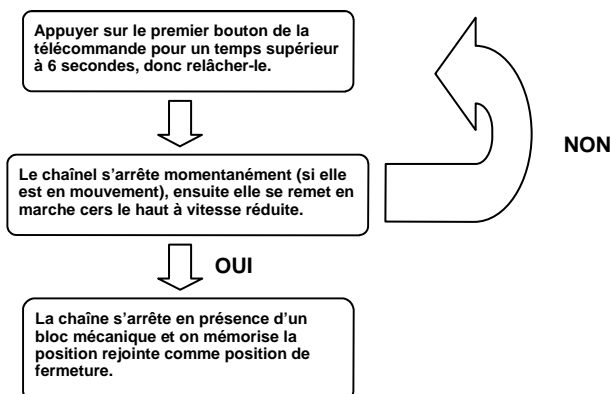 Appuyer sur le premier bouton de la
télécommande pour un temps supérieur
à 6 secondes, donc relâcher-le.
NON
Le chaînel s’arrête momentanément (si elle
est en mouvement), ensuite elle se remet en
marche cers le haut à vitesse réduite.
OUI
La chaîne s’arrête en présence d’un
bloc mécanique et on mémorise la
position rejointe comme position de
fermeture.